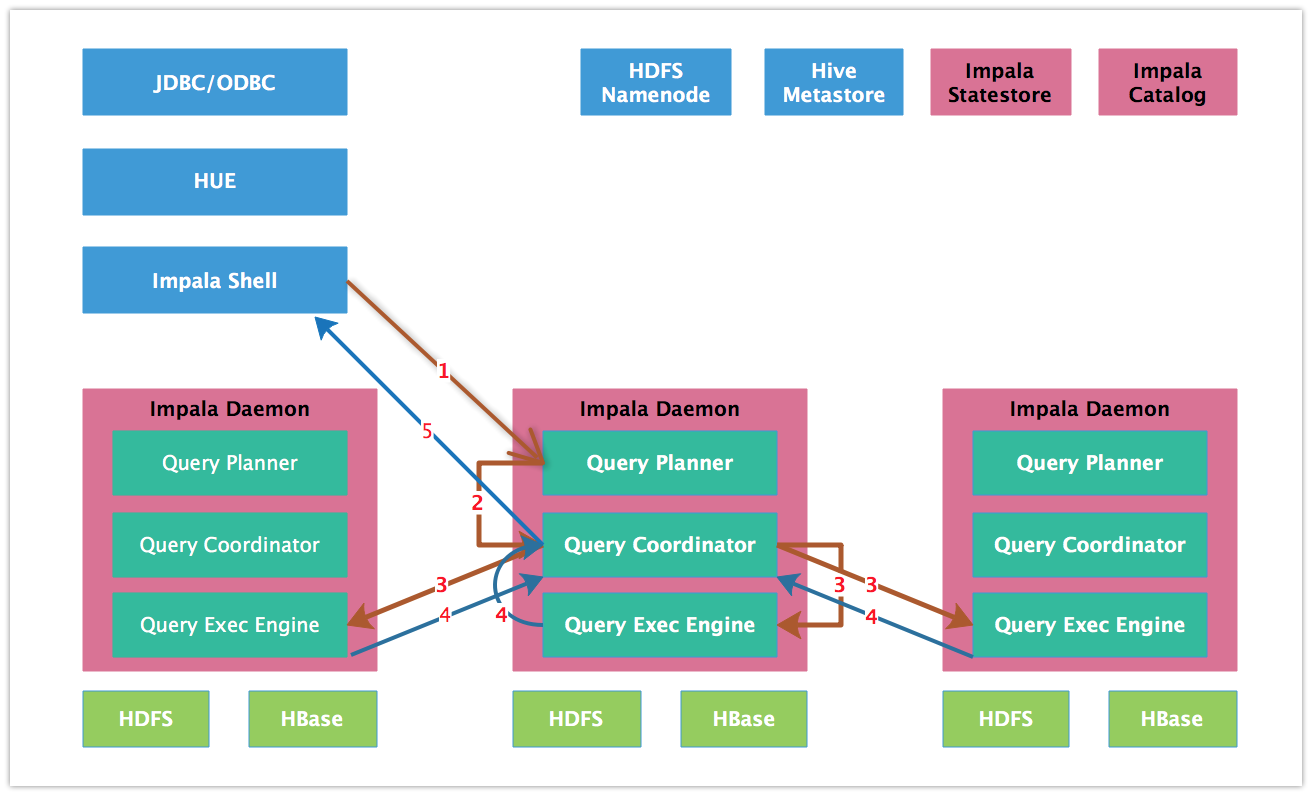 JDBC/ODBC
HDFS
Namenode
Hive
Metastore
Impala
Statestore
Impala
Catalog
HUE
Impala Shell
1
5
Impala Daemon
Query Planner
Query Coordinator
Query Exec Engine
2
3
4
4
Impala Daemon
Query Planner
Query Coordinator
Query Exec Engine
3
3
4
Impala Daemon
Query Planner
Query Coordinator
Query Exec Engine
HDFS
HBase
HDFS
HBase
HDFS
HBase